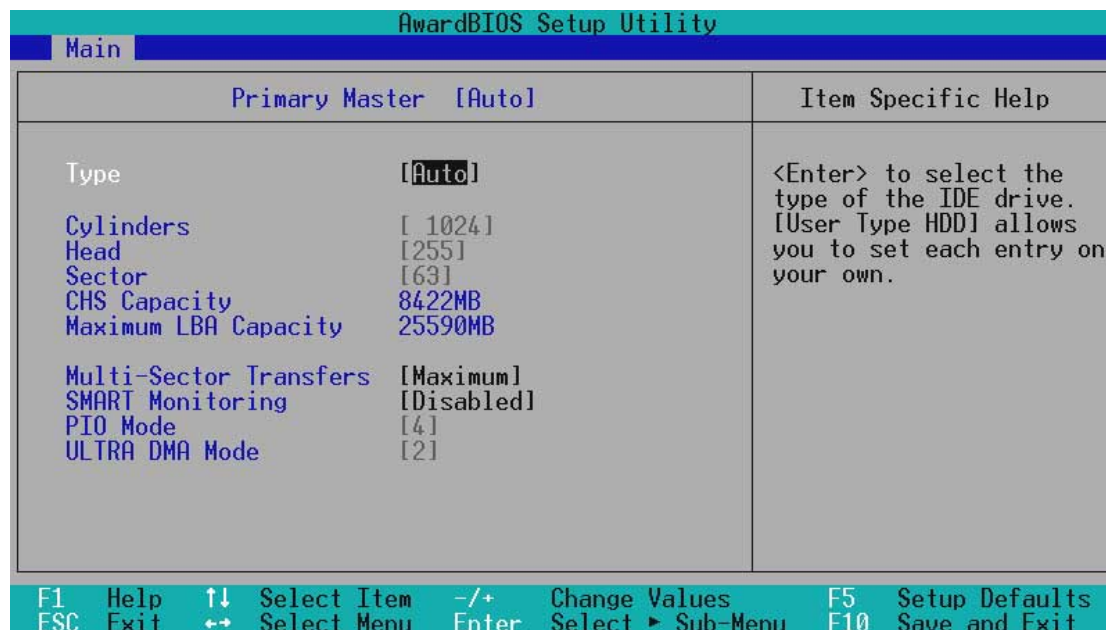 AwardBIOS Setup Utility
Main
Primary Master [Auto]
Item Specific Help
Type [Auto]
Cylinders [ 1024]
Head [255]
Sector [63]
CHS Capacity 8422MB
Maximum LBA Capacity 25590MB
Multi-Sector Transfers [Maximum]
SMART Monitoring [Disabled]
PIO Mode [4]
ULTRA DMA Mode [2]
<Enter> to select the
type of the IDE drive.
[User Type HDD] allows
you to set each entry on
your own.
F1 Help ↑↓ Select Item -/+ Change Values F5 Setup Defaults
ESC Exit ←→ Select Menu Enter Select ► Sub-Menu F10 Save and Exit